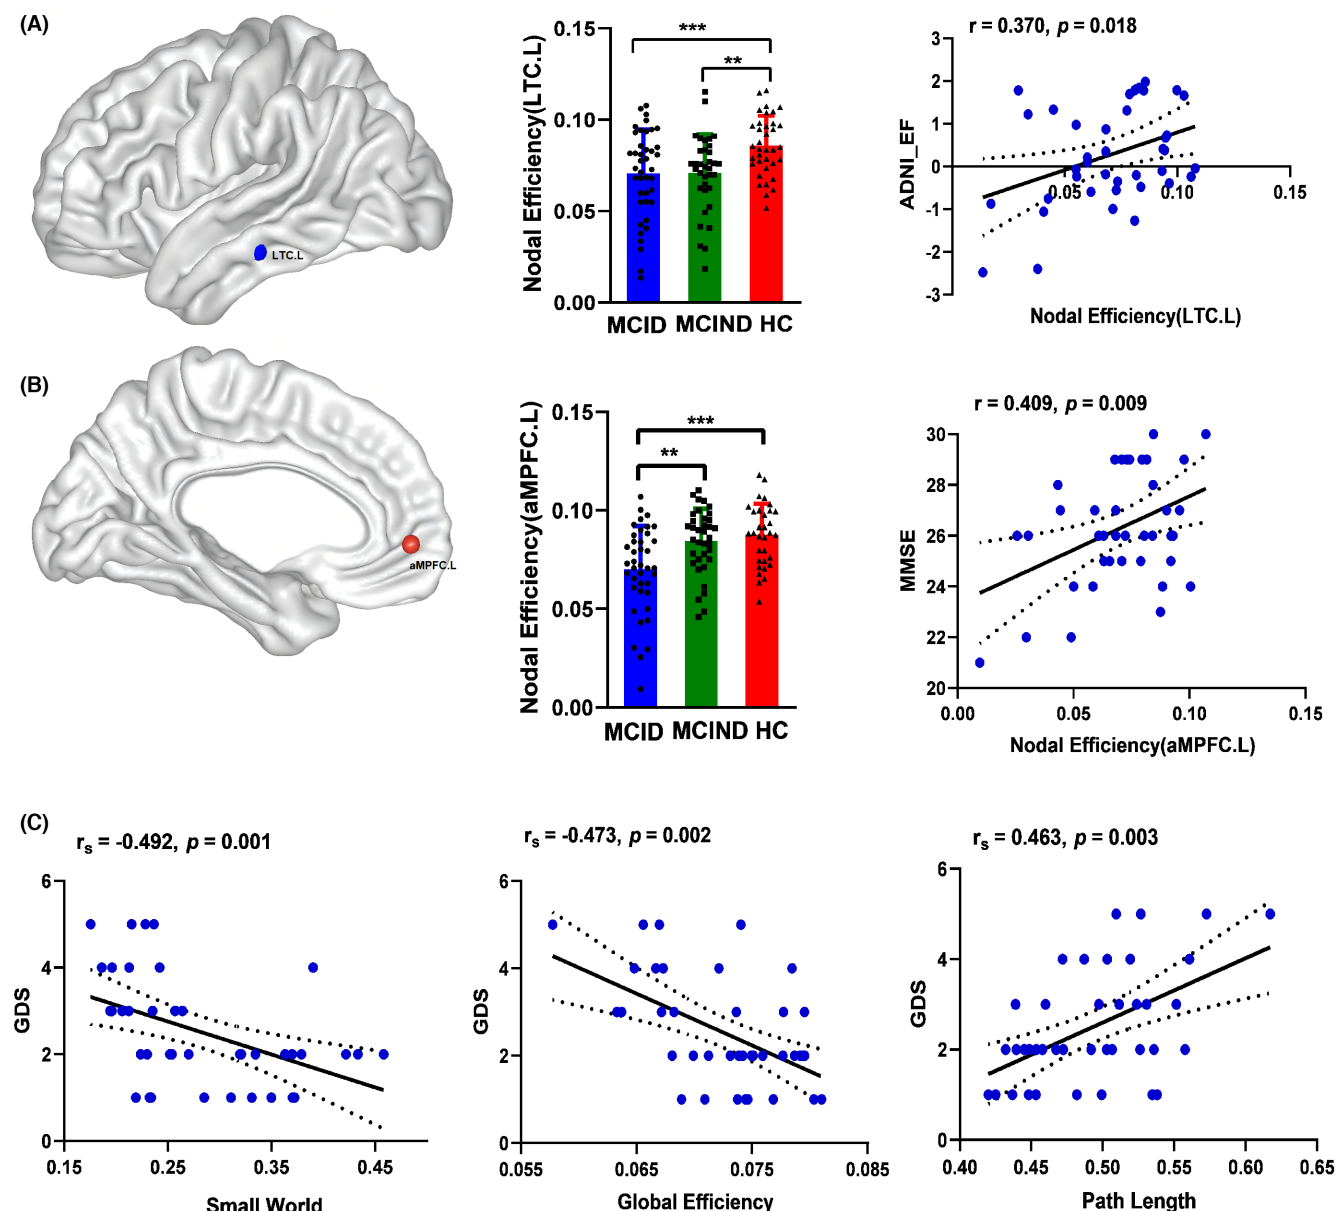 (A)
LTC.L
Nodal Efficiency(LTC.L)
0.15
0.10
0.05
0.00
***
**
MCID MCIND HC
r = 0.370, p = 0.018
ADNI_EF
3
2
1
0
-1
-2
-3
0.05 0.10 0.15
Nodal Efficiency(LTC.L)
(B)
aMPFC.L
Nodal Efficiency(aMPFC.L)
0.15
0.10
0.05
0.00
***
**
MCID MCIND HC
r = 0.409, p = 0.009
MMSE
30
28
26
24
22
20
0.00 0.05 0.10 0.15
Nodal Efficiency(aMPFC.L)
(C)
rs = -0.492, p = 0.001
GDS
6
4
2
0
0.15 0.25 0.35 0.45
Small World
rs = -0.473, p = 0.002
GDS
6
4
2
0
0.055 0.065 0.075 0.085
Global Efficiency
rs = 0.463, p = 0.003
GDS
6
4
2
0
0.40 0.45 0.50 0.55 0.60 0.65
Path Length